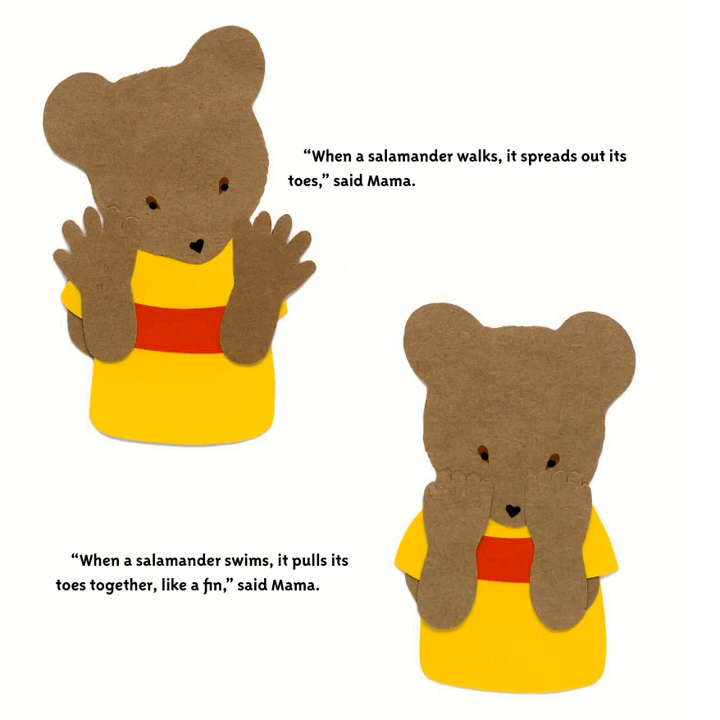 “When a salamander walks, it spreads out its
toes,” said Mama.
“When a salamander swims, it pulls its
toes together, like a fin,” said Mama.